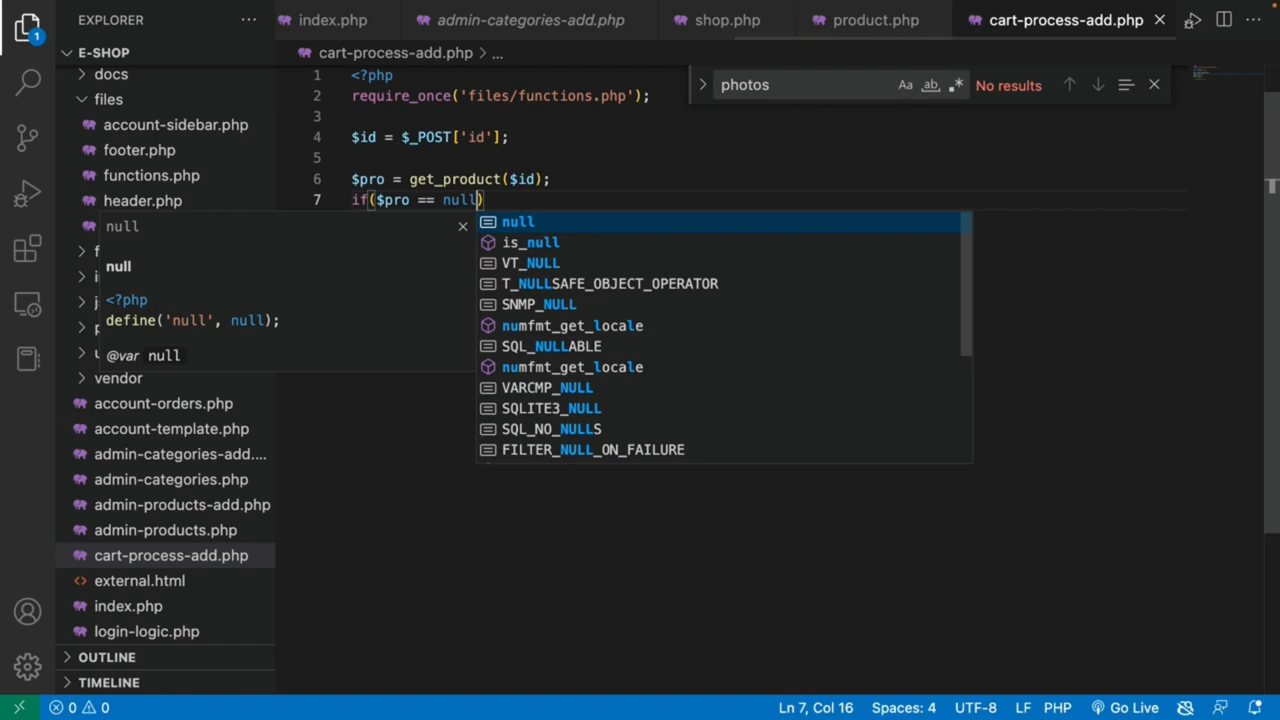 EXPLORER
index.php
admin-categories-add.php
shop.php
product.php
cart-process-add.php
1
E-SHOP
docs
files
account-sidebar.php
footer.php
functions.php
header.php
vendor
account-orders.php
account-template.php
admin-categories-add....
admin-categories.php
admin-products-add.php
admin-products.php
cart-process-add.php
external.html
index.php
login-logic.php
OUTLINE
TIMELINE
cart-process-add.php > ...
photos
Aa
ab
No results
1 <?php
2 require_once('files/functions.php');
3
4 $id = $_POST['id'];
5
6 $pro = get_product($id);
7 if($pro == null)
null
null
<?php
define('null', null);
@var null
null
is_null
VT_NULL
T_NULLSAFE_OBJECT_OPERATOR
SNMP_NULL
numfmt_get_locale
SQL_NULLABLE
numfmt_get_locale
VARCMP_NULL
SQLITE3_NULL
SQL_NO_NULLS
FILTER_NULL_ON_FAILURE
0 0
Ln 7, Col 16
Spaces: 4
UTF-8
LF
PHP
Go Live